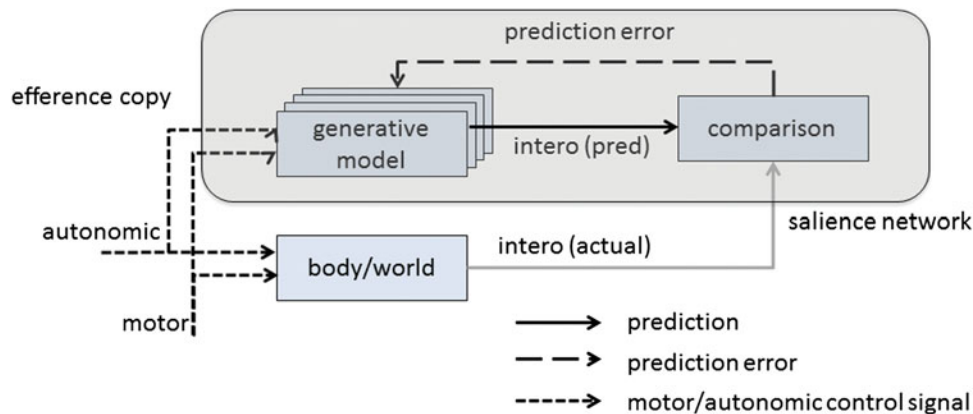 prediction error
efference copy
generative
model
intero (pred)
comparison
autonomic
salience network
body/world
intero (actual)
motor
prediction
prediction error
motor/autonomic control signal